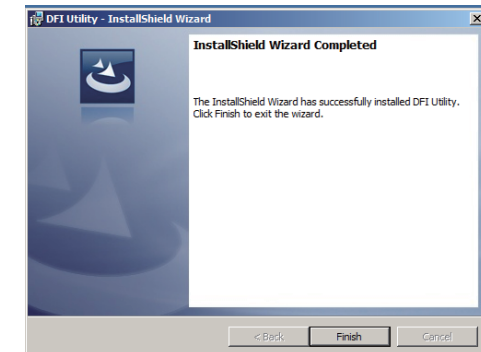 DFI Utility - InstallShield Wizard
InstallShield Wizard Completed
The InstallShield Wizard has successfully installed DFI Utility.
Click Finish to exit the wizard.
< Back
Finish
Cancel